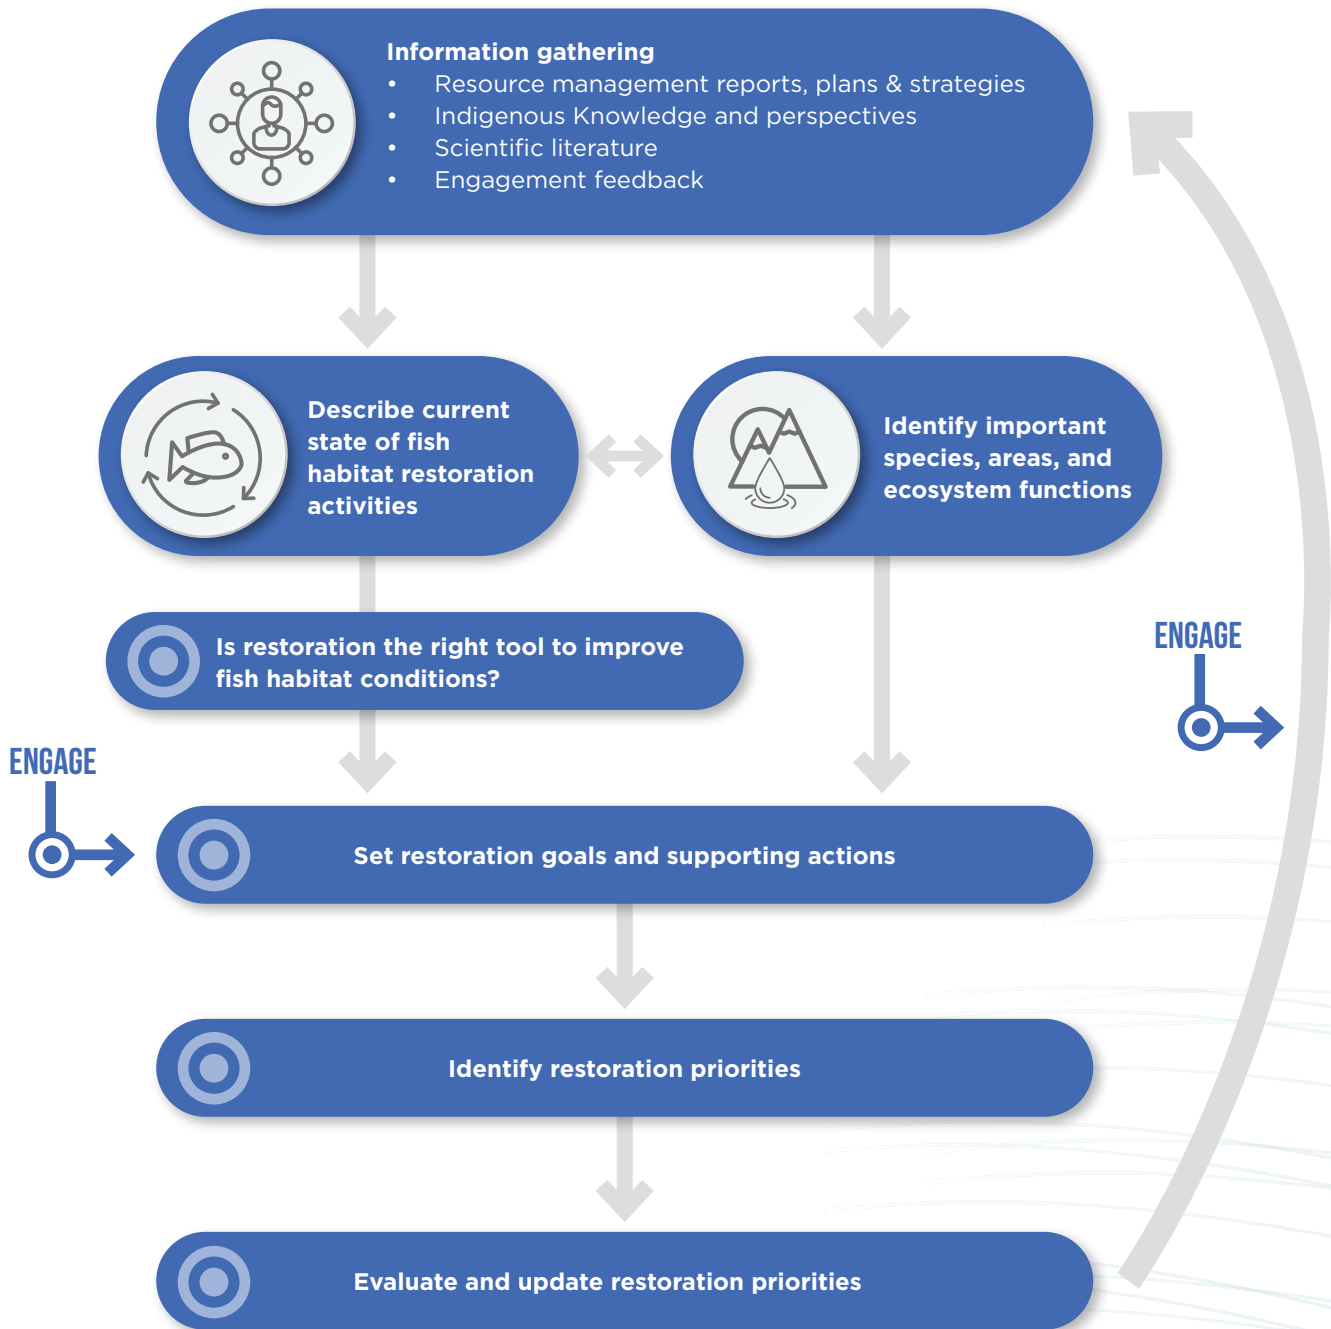 Information gathering
• Resource management reports, plans & strategies
• Indigenous Knowledge and perspectives
• Scientific literature
• Engagement feedback
Describe current
state of fish
habitat restoration
activities
Identify important
species, areas, and
ecosystem functions
Is restoration the right tool to improve
fish habitat conditions?
ENGAGE
ENGAGE
Set restoration goals and supporting actions
Identify restoration priorities
Evaluate and update restoration priorities